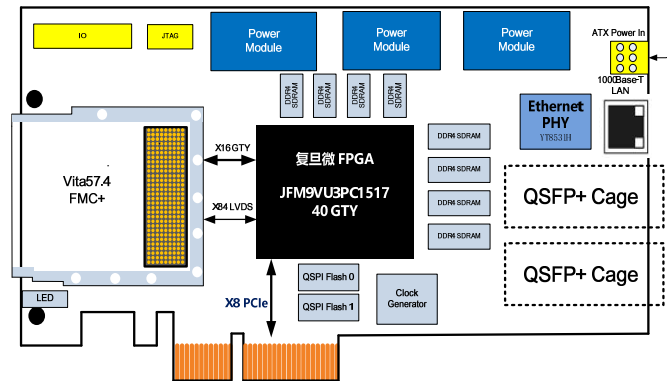 IO
JTAG
Power
Module
Power
Module
Power
Module
ATX Power In
1000Base-T
LAN
DDR4
SDRAM
DDR4
SDRAM
DDR4
SDRAM
DDR4
SDRAM
Ethernet
PHY
YT8531H
Vita57.4
FMC+
X16 GTY
X84 LVDS
复旦微 FPGA
JFM9VU3PC1517
40 GTY
DDR4 SDRAM
DDR4 SDRAM
DDR4 SDRAM
DDR4 SDRAM
QSFP+ Cage
QSFP+ Cage
LED
X8 PCIe
QSPI Flash 0
QSPI Flash 1
Clock
Generator